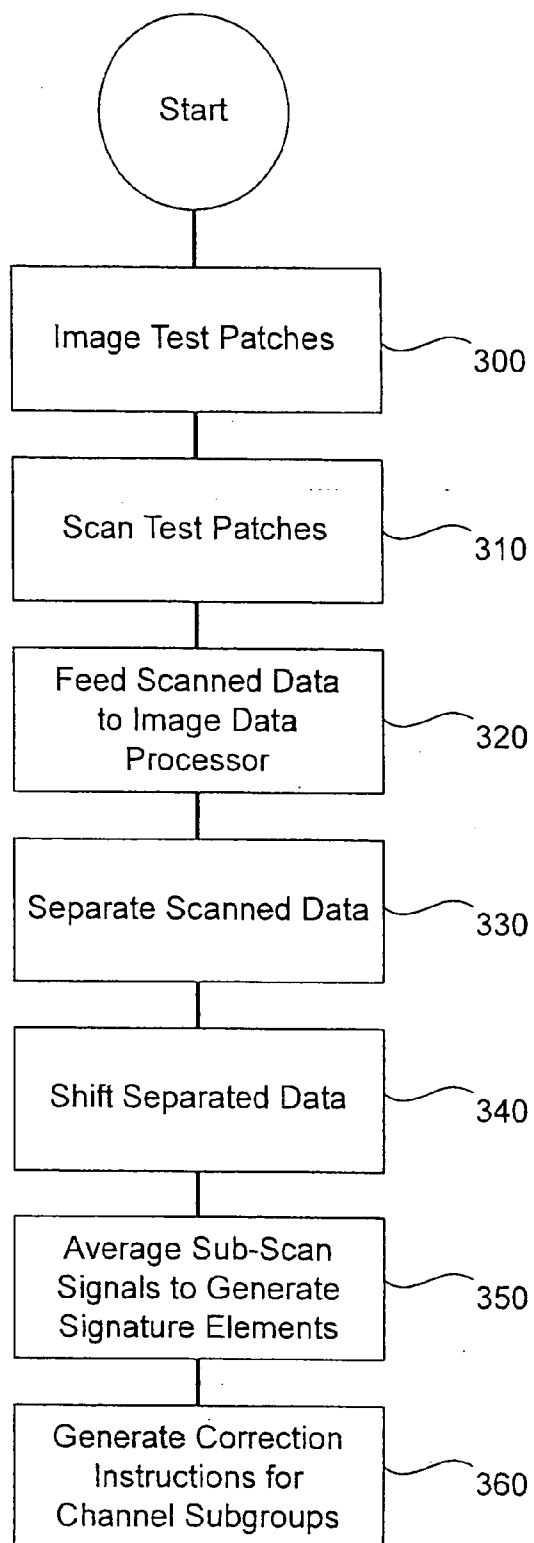 Start
Image Test Patches
300
Scan Test Patches
310
Feed Scanned Data
to Image Data
Processor
320
Separate Scanned Data
330
Shift Separated Data
340
Average Sub-Scan
Signals to Generate
Signature Elements
350
Generate Correction
Instructions for
Channel Subgroups
360